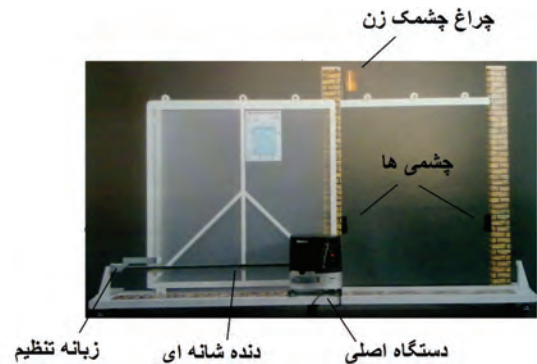 چراغ چشمک زن
چشمی ها
دستگاه اصلی
دنده شانه ای
زبانه تنظیم